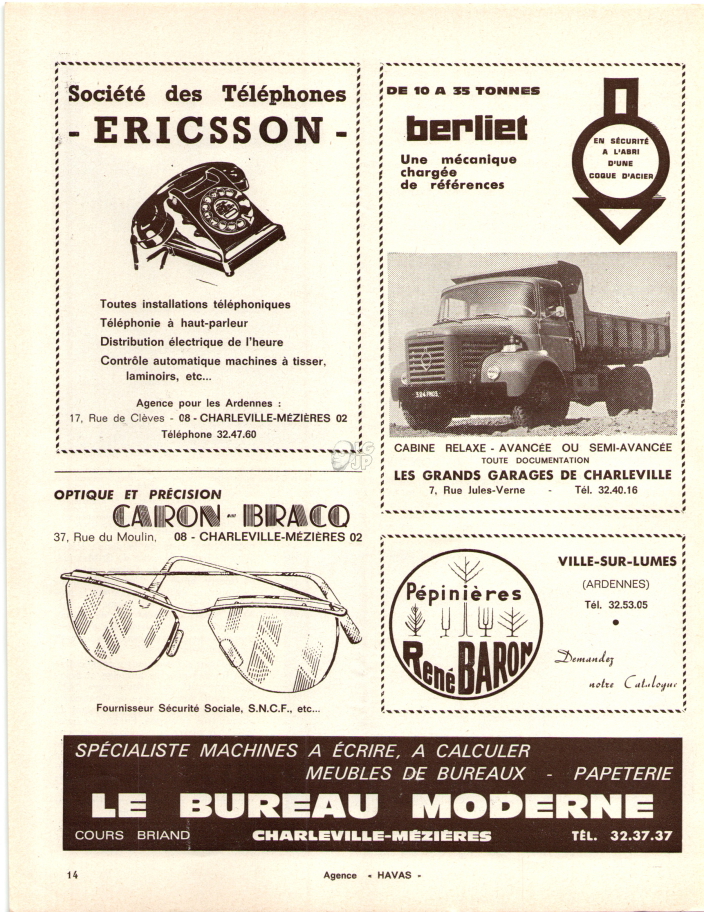 Société des Téléphones
- ERICSSON -
Toutes installations téléphoniques
Téléphonie à haut-parleur
Distribution électrique de l'heure
Contrôle automatique machines à tisser,
laminoirs, etc...
Agence pour les Ardennes :
17, Rue de Clèves - 08 - CHARLEVILLE-MÉZIÈRES 02
Téléphone 32.47.60
DE 10 A 35 TONNES
berliet
Une mécanique
chargée
de références
EN SÉCURITÉ
A L'ABRI
D'UNE
COQUE D'ACIER
CABINE RELAXE - AVANCÉE OU SEMI-AVANCÉE
TOUTE DOCUMENTATION
LES GRANDS GARAGES DE CHARLEVILLE
7, Rue Jules-Verne - Tél. 32.40.16
OPTIQUE ET PRÉCISION
CARON - BRACQ
37, Rue du Moulin, 08 - CHARLEVILLE-MÉZIÈRES 02
Fournisseur Sécurité Sociale, S.N.C.F., etc...
Pépinières
René BARON
VILLE-SUR-LUMES
(ARDENNES)
Tél. 32.53.05
•
Demandez
notre Catalogue
SPÉCIALISTE MACHINES A ÉCRIRE, A CALCULER
MEUBLES DE BUREAUX - PAPETERIE
LE BUREAU MODERNE
COURS BRIAND CHARLEVILLE-MÉZIÈRES TÉL. 32.37.37
14 Agence - HAVAS -